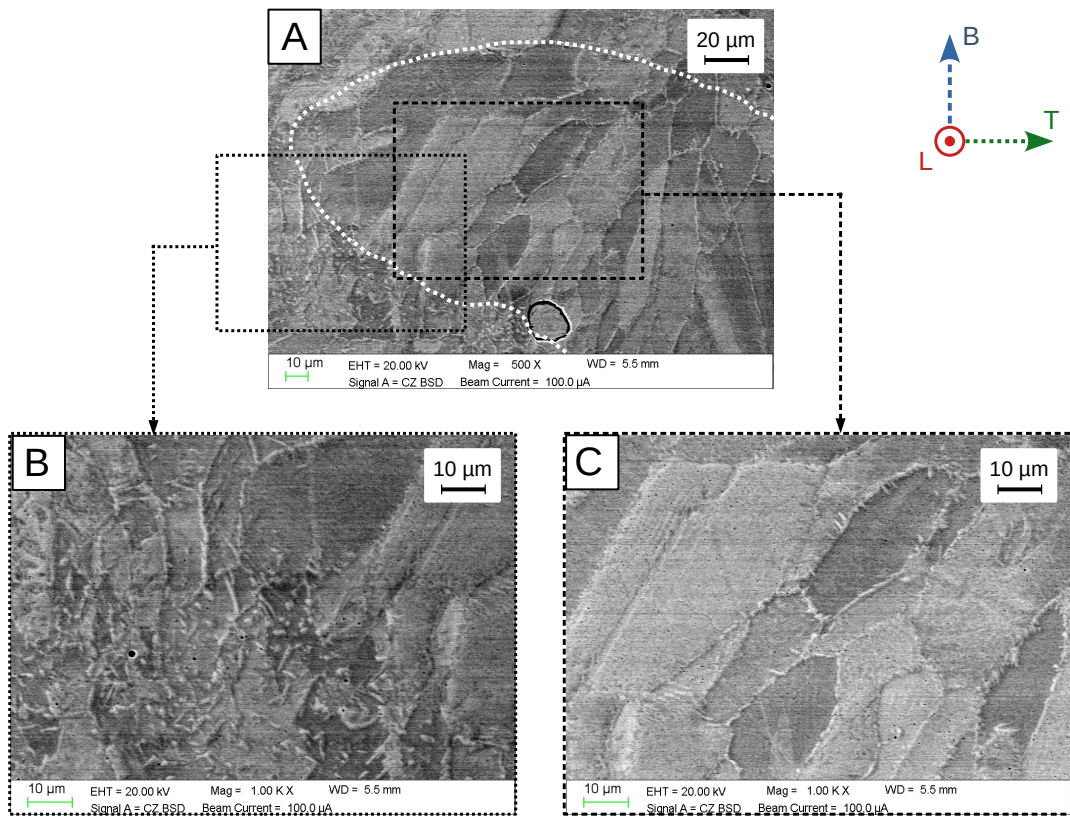 A
20 µm
B
T
L
10 µm
EHT = 20.00 kV Mag = 500 X WD = 5.5 mm
Signal A = CZ BSD Beam Current = 100.0 µA
B
10 µm
C
10 µm
10 µm
EHT = 20.00 kV Mag = 1.00 K X WD = 5.5 mm
Signal A = CZ BSD Beam Current = 100.0 µA
10 µm
EHT = 20.00 kV Mag = 1.00 K X WD = 5.5 mm
Signal A = CZ BSD Beam Current = 100.0 µA